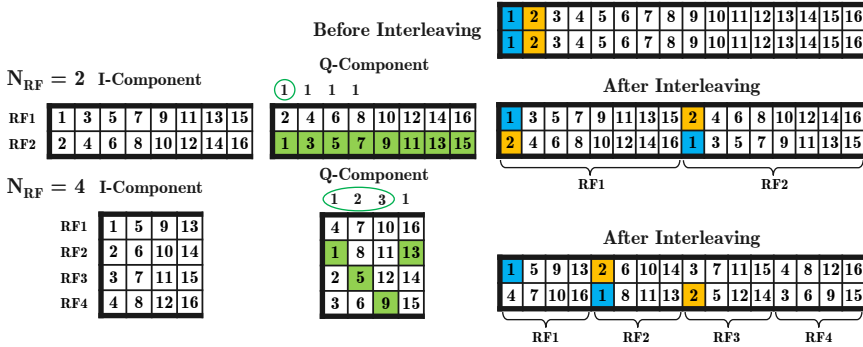 Before Interleaving
1 2 3 4 5 6 7 8 9 10 11 12 13 14 15 16
1 2 3 4 5 6 7 8 9 10 11 12 13 14 15 16
N_RF = 2 I-Component
RF1 1 3 5 7 9 11 13 15
RF2 2 4 6 8 10 12 14 16
Q-Component
1 1 1 1
2 4 6 8 10 12 14 16
1 3 5 7 9 11 13 15
After Interleaving
1 3 5 7 9 11 13 15 2 4 6 8 10 12 14 16
2 4 6 8 10 12 14 16 1 3 5 7 9 11 13 15
RF1 RF2
N_RF = 4 I-Component
RF1 1 5 9 13
RF2 2 6 10 14
RF3 3 7 11 15
RF4 4 8 12 16
Q-Component
1 2 3 1
4 7 10 16
1 8 11 13
2 5 12 14
3 6 9 15
After Interleaving
1 5 9 13 2 6 10 14 3 7 11 15 4 8 12 16
4 7 10 16 1 8 11 13 2 5 12 14 3 6 9 15
RF1 RF2 RF3 RF4